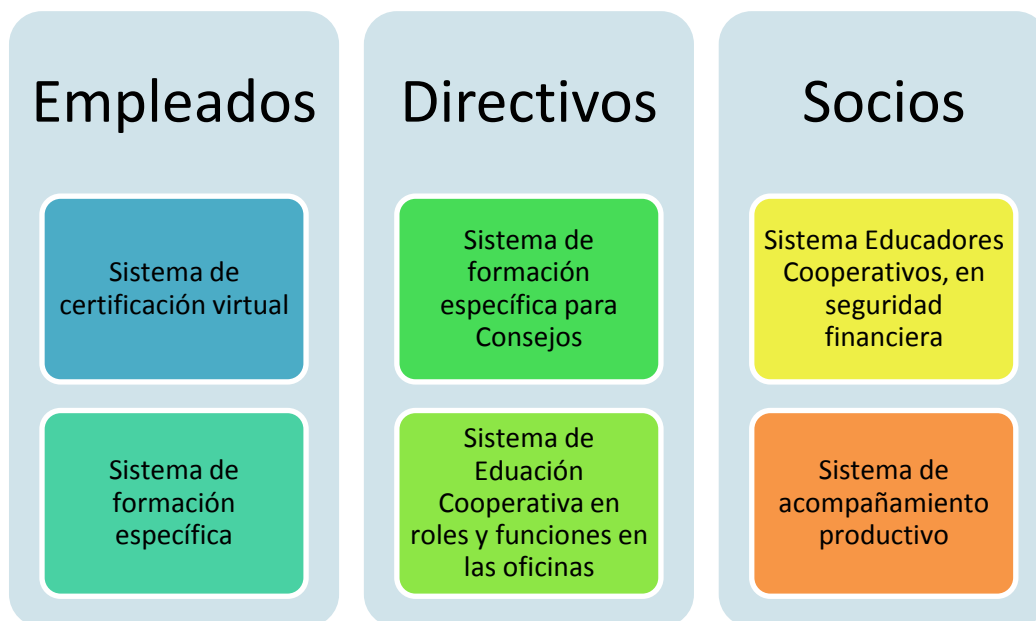 Empleados
Sistema de
certificación virtual
Sistema de
formación
específica
Directivos
Sistema de
formación
específica para
Consejos
Sistema de
Eduación
Cooperativa en
roles y funciones en
las oficinas
Socios
Sistema Educadores
Cooperativos, en
seguridad
financiera
Sistema de
acompañamiento
productivo